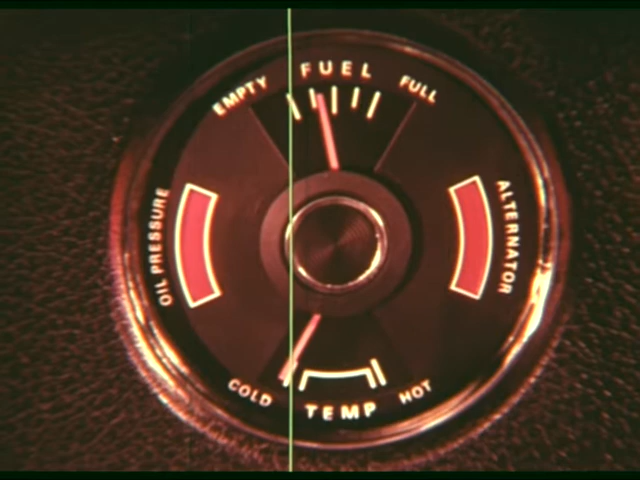 FUEL
EMPTY FULL
OIL PRESSURE
ALTERNATOR
COLD HOT
TEMP